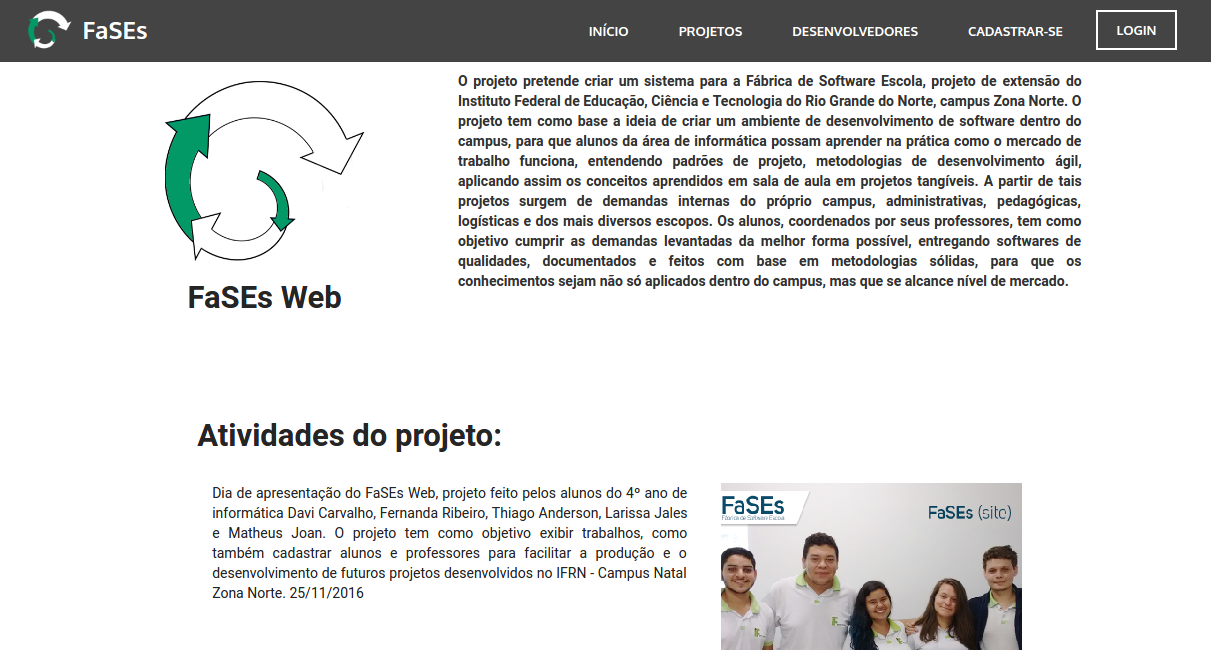 FaSEs
INÍCIO
PROJETOS
DESENVOLVEDORES
CADASTRAR-SE
LOGIN
FaSEs Web
O projeto pretende criar um sistema para a Fábrica de Software Escola, projeto de extensão do
Instituto Federal de Educação, Ciência e Tecnologia do Rio Grande do Norte, campus Zona Norte. O
projeto tem como base a ideia de criar um ambiente de desenvolvimento de software dentro do
campus, para que alunos da área de informática possam aprender na prática como o mercado de
trabalho funciona, entendendo padrões de projeto, metodologias de desenvolvimento ágil,
aplicando assim os conceitos aprendidos em sala de aula em projetos tangíveis. A partir de tais
projetos surgem de demandas internas do próprio campus, administrativas, pedagógicas,
logísticas e dos mais diversos escopos. Os alunos, coordenados por seus professores, tem como
objetivo cumprir as demandas levantadas da melhor forma possível, entregando softwares de
qualidades, documentados e feitos com base em metodologias sólidas, para que os
conhecimentos sejam não só aplicados dentro do campus, mas que se alcance nível de mercado.
Atividades do projeto:
Dia de apresentação do FaSEs Web, projeto feito pelos alunos do 4º ano de
informática Davi Carvalho, Fernanda Ribeiro, Thiago Anderson, Larissa Jales
e Matheus Joan. O projeto tem como objetivo exibir trabalhos, como
também cadastrar alunos e professores para facilitar a produção e o
desenvolvimento de futuros projetos desenvolvidos no IFRN - Campus Natal
Zona Norte. 25/11/2016
FaSEs
Fábrica de Software Escola
FaSEs (site)